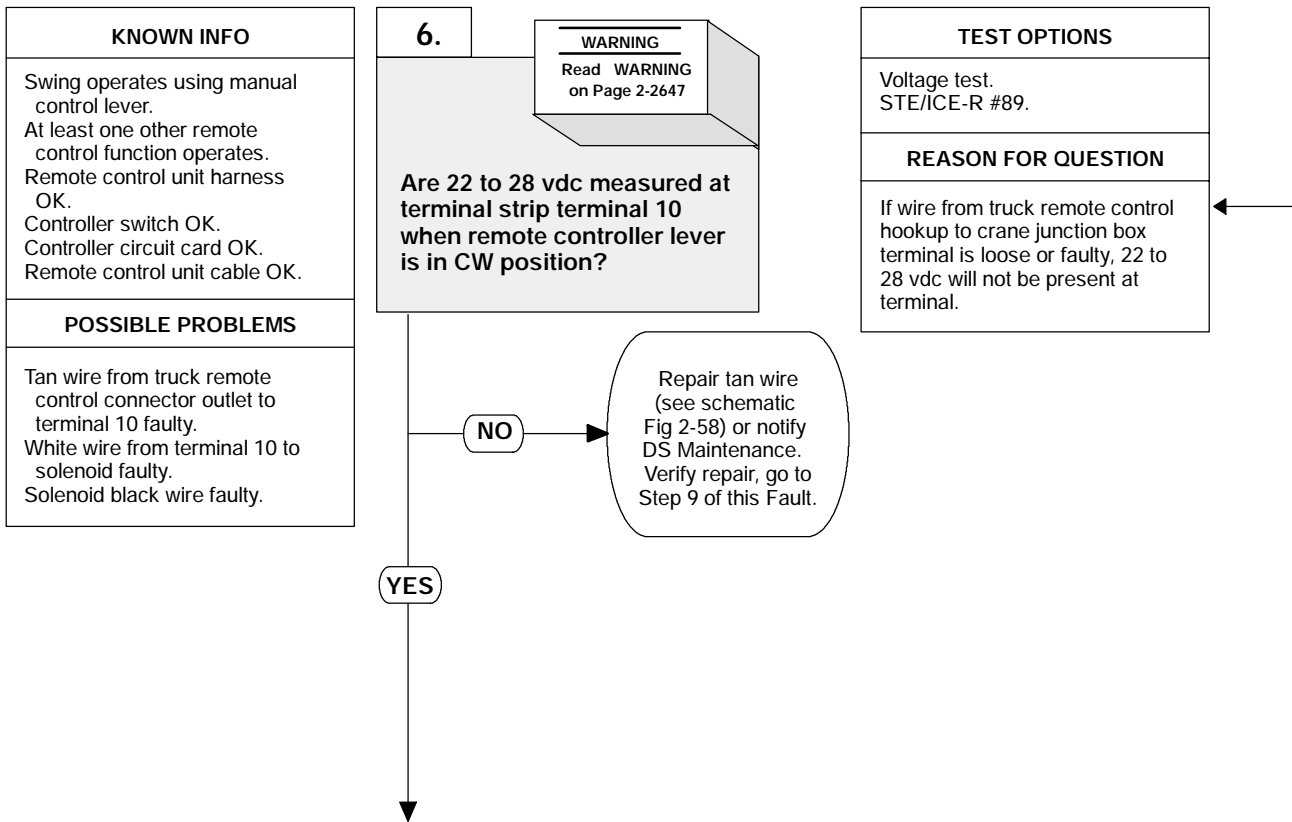 KNOWN INFO
Swing operates using manual
control lever.
At least one other remote
control function operates.
Remote control unit harness
OK.
Controller switch OK.
Controller circuit card OK.
Remote control unit cable OK.
POSSIBLE PROBLEMS
Tan wire from truck remote
control connector outlet to
terminal 10 faulty.
White wire from terminal 10 to
solenoid faulty.
Solenoid black wire faulty.
6.
WARNING
Read WARNING
on Page 2-2647
Are 22 to 28 vdc measured at
terminal strip terminal 10
when remote controller lever
is in CW position?
NO
Repair tan wire
(see schematic
Fig 2-58) or notify
DS Maintenance.
Verify repair, go to
Step 9 of this Fault.
YES
TEST OPTIONS
Voltage test.
STE/ICE-R #89.
REASON FOR QUESTION
If wire from truck remote control
hookup to crane junction box
terminal is loose or faulty, 22 to
28 vdc will not be present at
terminal.